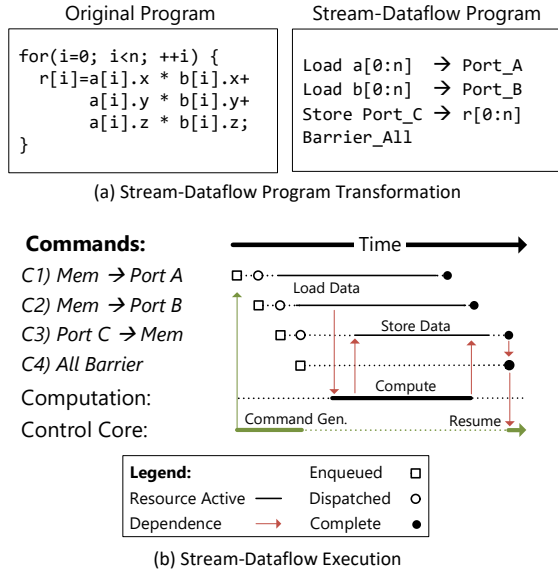 Original Program
Stream-Dataflow Program
for(i=0; i<n; ++i) {
r[i]=a[i].x * b[i].x+
a[i].y * b[i].y+
a[i].z * b[i].z;
}
Load a[0:n] → Port_A
Load b[0:n] → Port_B
Store Port_C → r[0:n]
Barrier_All
(a) Stream-Dataflow Program Transformation
Commands:
Time
C1) Mem → Port A
Load Data
C2) Mem → Port B
C3) Port C → Mem
Store Data
C4) All Barrier
Computation:
Compute
Control Core:
Command Gen.
Resume
Legend:
Enqueued
Resource Active
Dispatched
Dependence
Complete
(b) Stream-Dataflow Execution